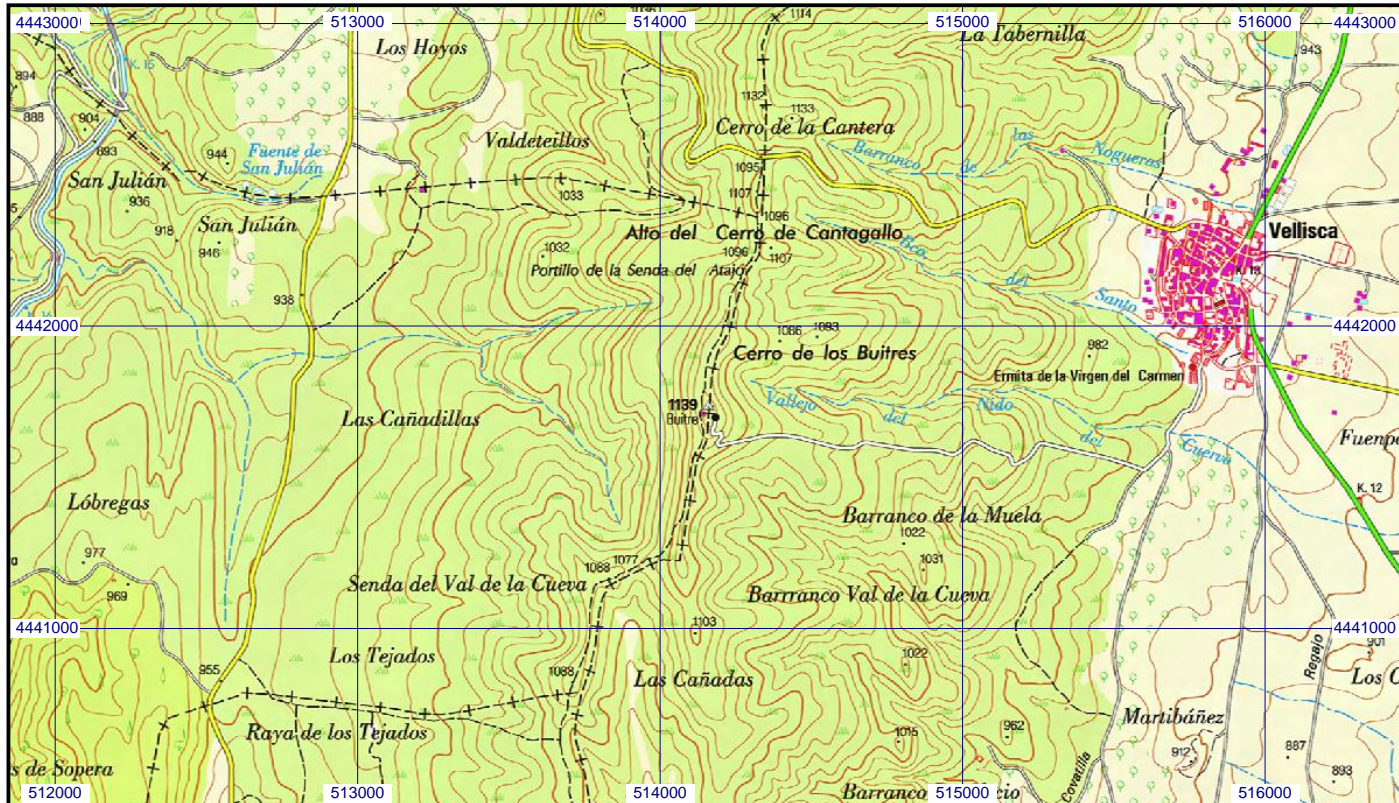 4443000
513000
514000
515000
516000
4443000
1114
La Tabernilla
943
Los Hoyos
K. 15
894
888
904
893
1132
1133
Cerro de la Cantera
Valdeteillos
944
Fuente de
San Julián
San Julián
936
918
San Julián
946
Barranco de las Nogueras
1095
1107
1033
1096
Alto del Cerro de Cantagallo
1032
1096
1107
Portillo de la Senda del Atajo
Bco. del Santo
Vellisca
K. 13
938
4442000
4442000
1086
1093
Cerro de los Buitres
982
Ermita de la Virgen del Carmen
1139
Buitre
Vallejo del Nido del Cuervo
Las Cañadillas
K. 12
Lóbregas
Barranco de la Muela
1022
1031
977
969
1088
1077
Senda del Val de la Cueva
Barrranco Val de la Cueva
4441000
4441000
1103
901
Regajo
Los Tejados
955
1088
Las Cañadas
1022
Martibáñez
962
1015
912
887
893
Raya de los Tejados
s de Sopera
Covatilla
Barranco
cio
512000
513000
514000
515000
516000